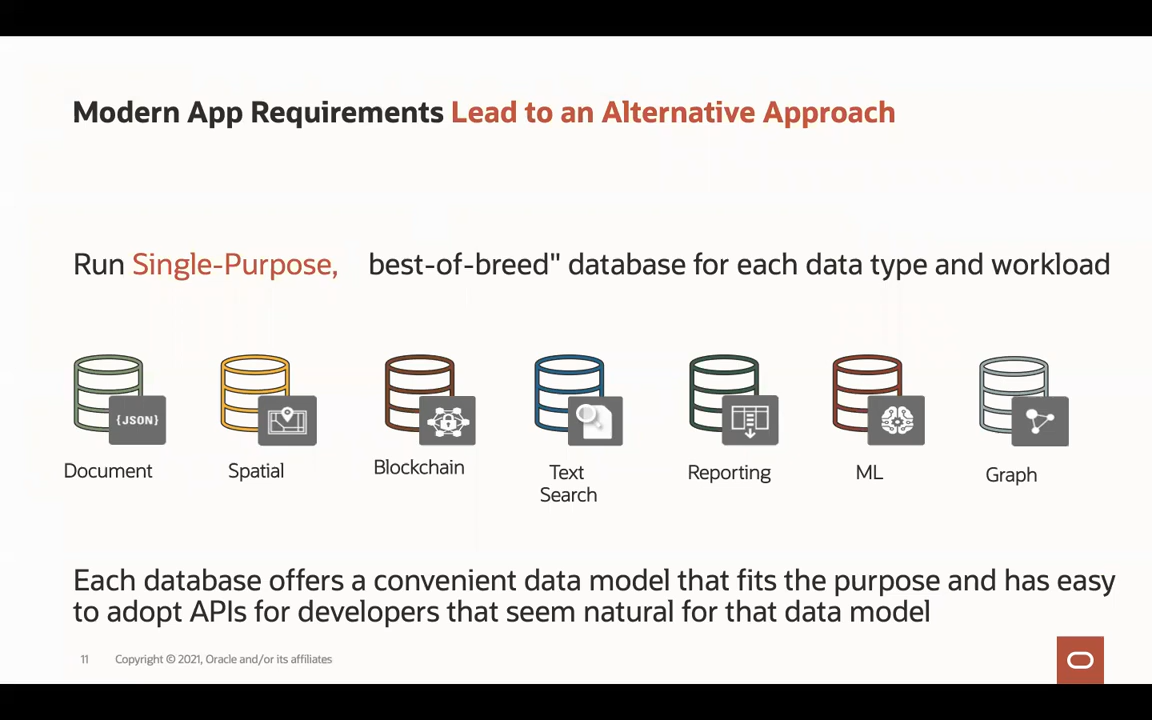 Modern App Requirements Lead to an Alternative Approach
Run Single-Purpose, best-of-breed" database for each data type and workload
{JSON}
Document
Spatial
Blockchain
Text
Search
Reporting
ML
Graph
Each database offers a convenient data model that fits the purpose and has easy
to adopt APIs for developers that seem natural for that data model
11 Copyright © 2021, Oracle and/or its affiliates